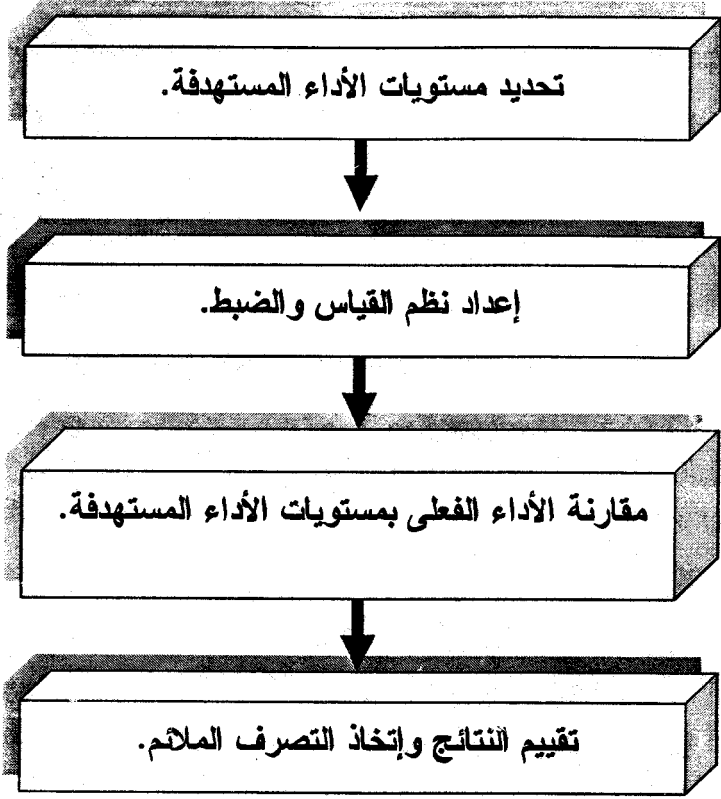 تحديد مستويات الأداء المستهدفة.
إعداد نظم القياس والضبط.
مقارنة الأداء الفعلى بمستويات الأداء المستهدفة.
تقييم النتائج وإتخاذ التصرف الملائم.